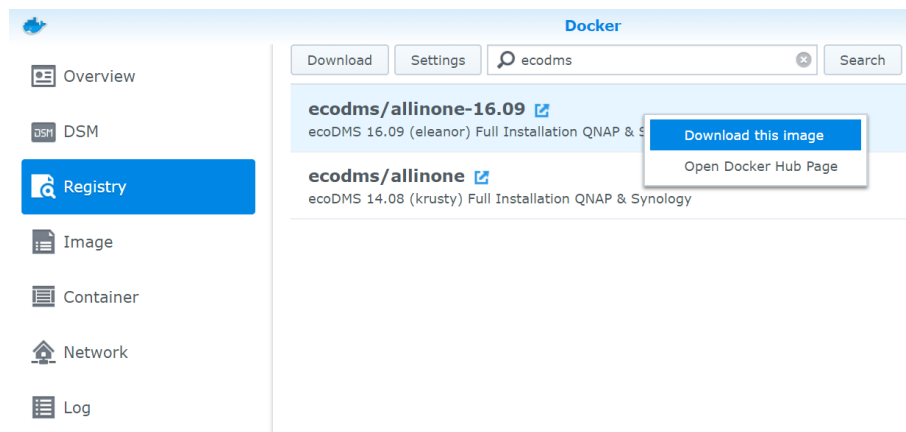 Docker
Overview
DSM
DSM
Registry
Image
Container
Network
Log
Download Settings ecodms Search
ecodms/allinone-16.09
ecoDMS 16.09 (eleanor) Full Installation QNAP &
Download this image
Open Docker Hub Page
ecodms/allinone
ecoDMS 14.08 (krusty) Full Installation QNAP & Synology